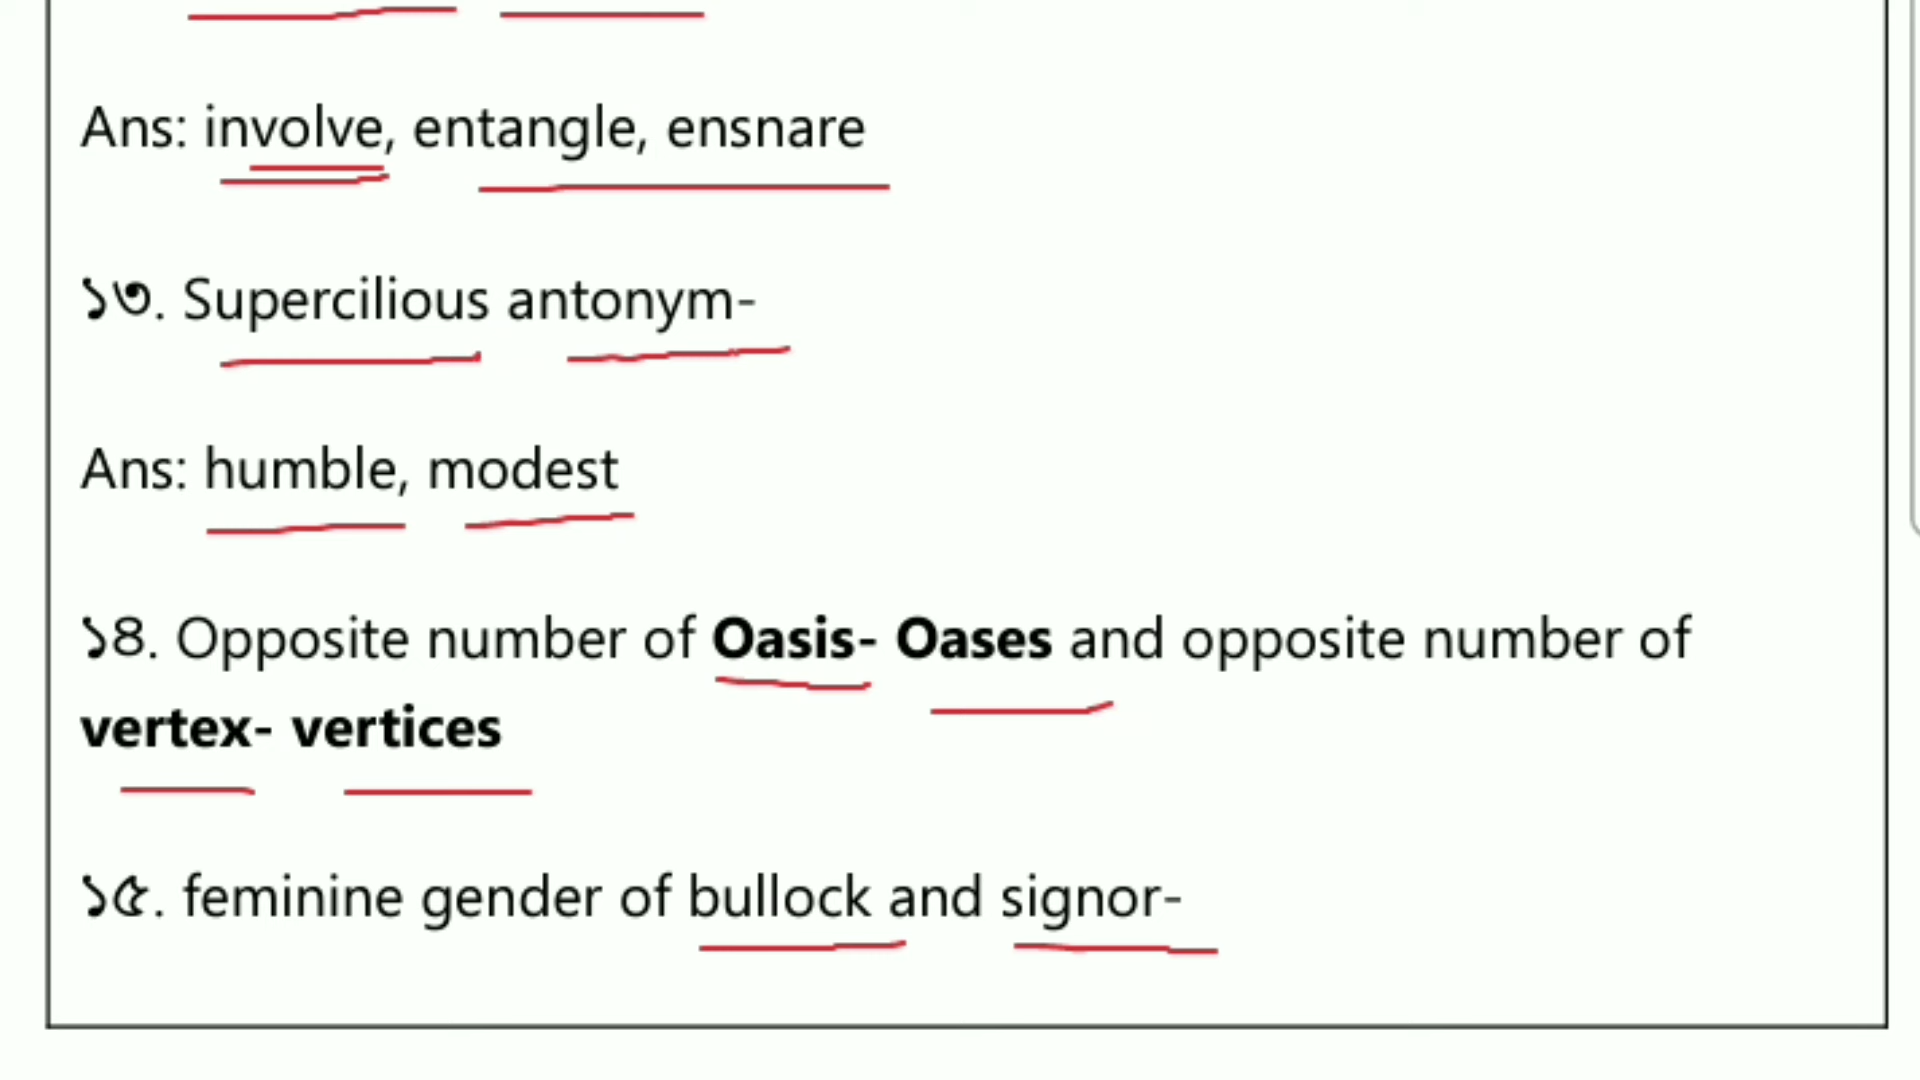 Ans: involve, entangle, ensnare
১৩. Supercilious antonym-
Ans: humble, modest
১৪. Opposite number of Oasis- Oases and opposite number of
vertex- vertices
১৫. feminine gender of bullock and signor-